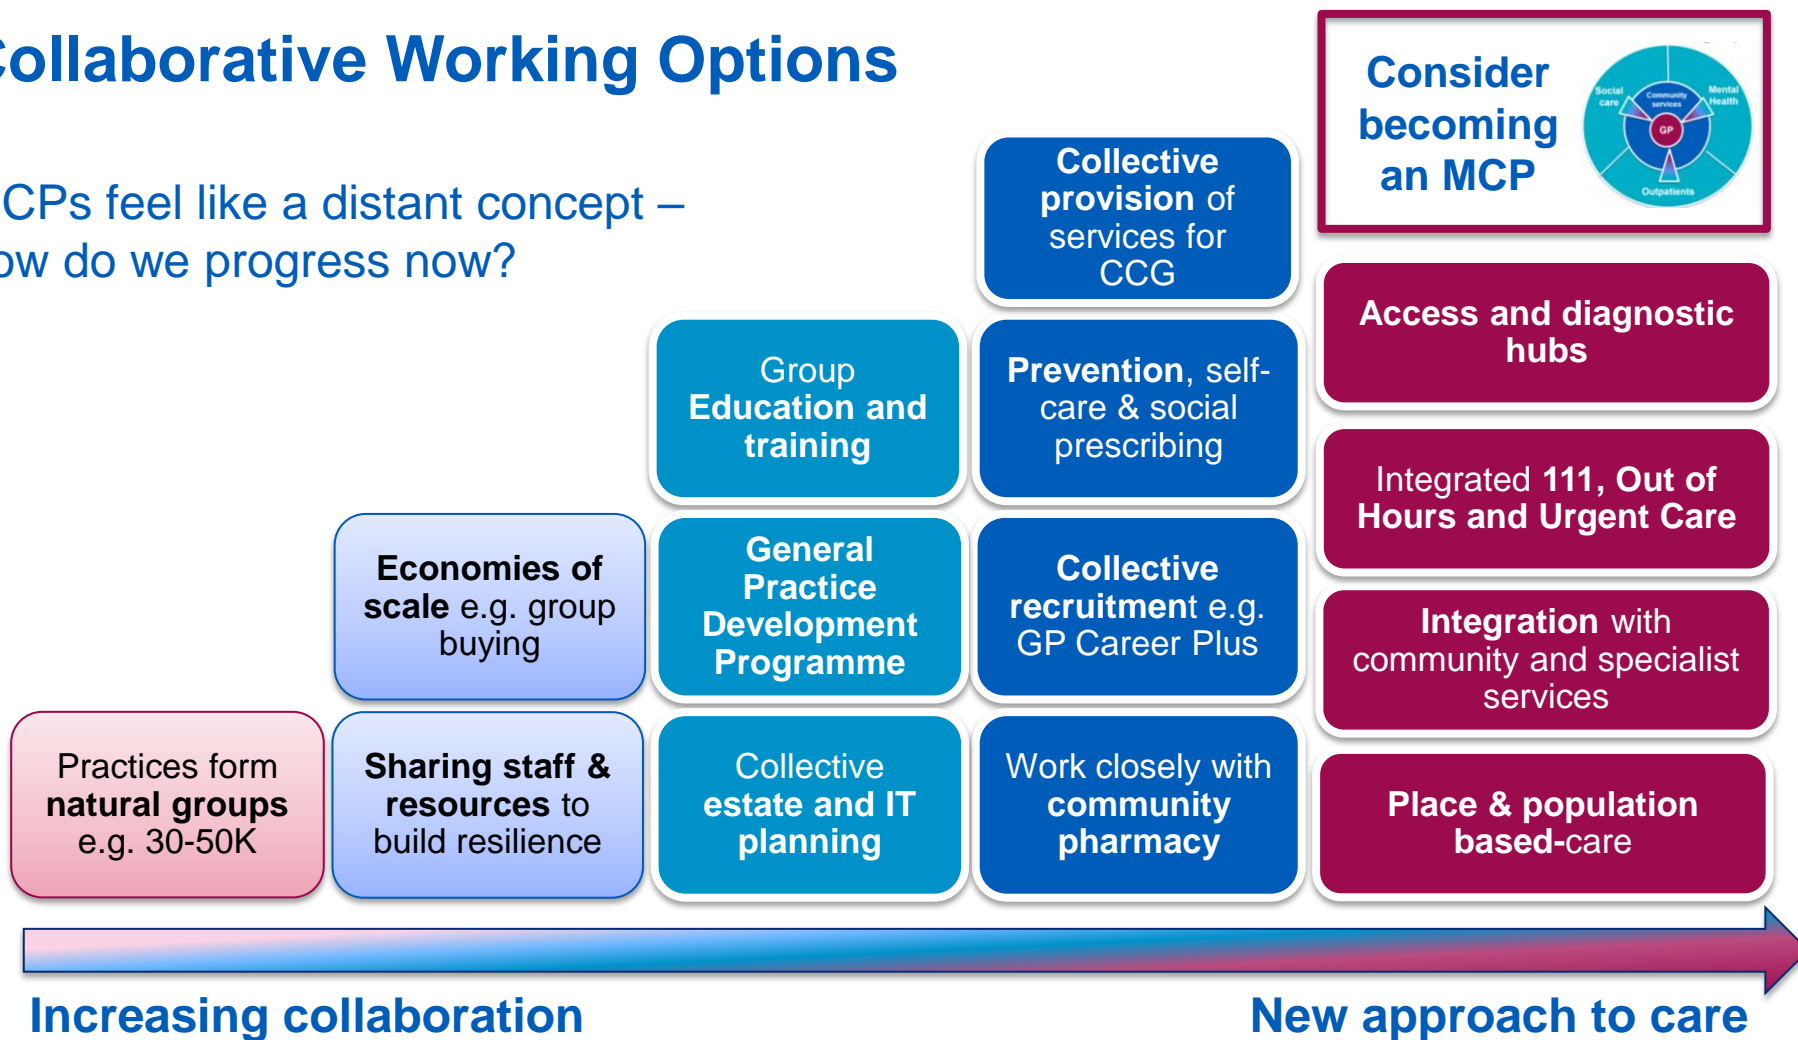 Collaborative Working Options
CPs feel like a distant concept –
ow do we progress now?
Consider
becoming
an MCP
Social
care
Community
services
Mental
Health
GP
Outpatients
Collective
provision of
services for
CCG
Access and diagnostic
hubs
Group
Education and
training
Prevention, self-
care & social
prescribing
Integrated 111, Out of
Hours and Urgent Care
Economies of
scale e.g. group
buying
General
Practice
Development
Programme
Collective
recruitment e.g.
GP Career Plus
Integration with
community and specialist
services
Practices form
natural groups
e.g. 30-50K
Sharing staff &
resources to
build resilience
Collective
estate and IT
planning
Work closely with
community
pharmacy
Place & population
based-care
Increasing collaboration
New approach to care